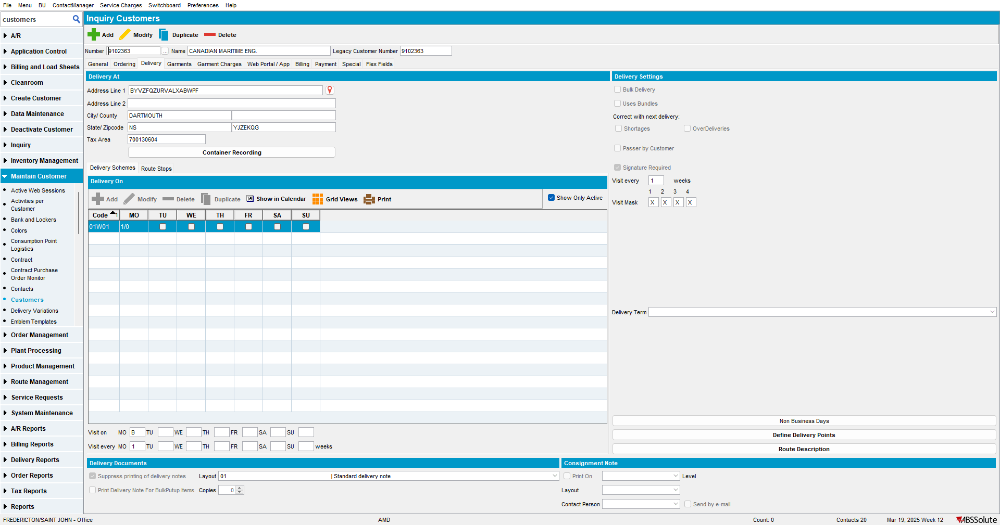 File Menu BU ContactManager Service Charges Switchboard Preferences Help
customers
Inquiry Customers
Add Modify Duplicate Delete
Number 9102363 ... Name CANADIAN MARITIME ENG. Legacy Customer Number 9102363
General Ordering Delivery Garments Garment Charges Web Portal / App Billing Payment Special Flex Fields
A/R
Application Control
Billing and Load Sheets
Cleanroom
Create Customer
Data Maintenance
Deactivate Customer
Inquiry
Inventory Management
Maintain Customer
Active Web Sessions
Activities per
Customer
Bank and Lockers
Colors
Consumption Point
Logistics
Contract
Contract Purchase
Order Monitor
Contacts
Customers
Delivery Variations
Emblem Templates
Order Management
Plant Processing
Product Management
Route Management
Service Requests
System Maintenance
A/R Reports
Billing Reports
Delivery Reports
Order Reports
Tax Reports
Reports
Delivery At
Address Line 1 BYVZFQZURVALXABWPF
Address Line 2
City/ County DARTMOUTH
State/ Zipcode NS YJZEKQG
Tax Area 700130604
Container Recording
Delivery Schemes Route Stops
Delivery On
Add Modify Delete Duplicate 16 Show in Calendar Grid Views Print Show Only Active
Code 1 MO TU WE TH FR SA SU
01W01 1/0
Visit on MO B TU WE TH FR SA SU
Visit every MO 1 TU WE TH FR SA SU weeks
Delivery Settings
Bulk Delivery
Uses Bundles
Correct with next delivery:
Shortages OverDeliveries
Passer by Customer
Signature Required
Visit every 1 weeks
1 2 3 4
Visit Mask X X X X
Delivery Term
Non Business Days
Define Delivery Points
Route Description
Delivery Documents
Suppress printing of delivery notes Layout 01 | Standard delivery note
Print Delivery Note For BulkPutup Items Copies 0
Consignment Note
Print On Level
Layout
Contact Person Send by e-mail
FREDERICTON/SAINT JOHN - Office AMD Count: 0 Contacts 20 Mar 19, 2025 Week 12 ABSSolute